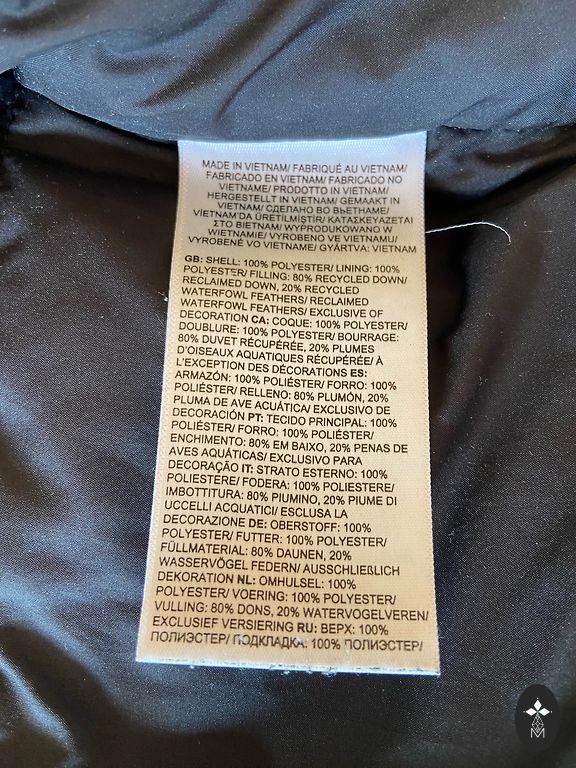 MADE IN VIETNAM/ FABRIQUÉ AU VIETNAM/
FABRICADO EN VIETNAM/ FABRICADO NO
VIETNAME/ PRODOTTO IN VIETNAM/
HERGESTELLT IN VIETNAM/ GEMAAKT IN
VIETNAM/ СДЕЛАНО ВО ВЬЕТНАМЕ/
VİETNAM'DA ÜRETİLMİŞTİR/ ΚΑΤΑΣΚΕΥΑΖΕΤΑΙ
ΣΤΟ ΒΙΕΤΝΑΜ/ WYPRODUKOWANO W
WIETNAMIE/ VYROBENO VE VIETNAMU/
VYROBENÉ VO VIETNAME/ GYÁRTVA: VIETNAM
GB: SHELL: 100% POLYESTER/ LINING: 100%
POLYESTER/ FILLING: 80% RECYCLED DOWN/
RECLAIMED DOWN, 20% RECYCLED
WATERFOWL FEATHERS/ RECLAIMED
WATERFOWL FEATHERS/ EXCLUSIVE OF
DECORATION CA: COQUE: 100% POLYESTER/
DOUBLURE: 100% POLYESTER/ BOURRAGE:
80% DUVET RÉCUPÉRÉE, 20% PLUMES
D'OISEAUX AQUATIQUES RÉCUPÉRÉE/ À
L'EXCEPTION DES DÉCORATIONS ES:
ARMAZÓN: 100% POLIÉSTER/ FORRO: 100%
POLIÉSTER/ RELLENO: 80% PLUMÓN, 20%
PLUMA DE AVE ACUÁTICA/ EXCLUSIVO DE
DECORACIÓN PT: TECIDO PRINCIPAL: 100%
POLIÉSTER/ FORRO: 100% POLIÉSTER/
ENCHIMENTO: 80% EM BAIXO, 20% PENAS DE
AVES AQUÁTICAS/ EXCLUSIVO PARA
DECORAÇÃO IT: STRATO ESTERNO: 100%
POLIESTERE/ FODERA: 100% POLIESTERE/
IMBOTTITURA: 80% PIUMINO, 20% PIUME DI
UCCELLI ACQUATICI/ ESCLUSA LA
DECORAZIONE DE: OBERSTOFF: 100%
POLYESTER/ FUTTER: 100% POLYESTER/
FÜLLMATERIAL: 80% DAUNEN, 20%
WASSERVÖGEL FEDERN/ AUSSCHLIEßLICH
DEKORATION NL: OMHULSEL: 100%
POLYESTER/ VOERING: 100% POLYESTER/
VULLING: 80% DONS, 20% WATERVOGELVEREN/
EXCLUSIEF VERSIERING RU: ВЕРХ: 100%
ПОЛИЭСТЕР/ ПОДКЛАДКА: 100% ПОЛИЭСТЕР/
M